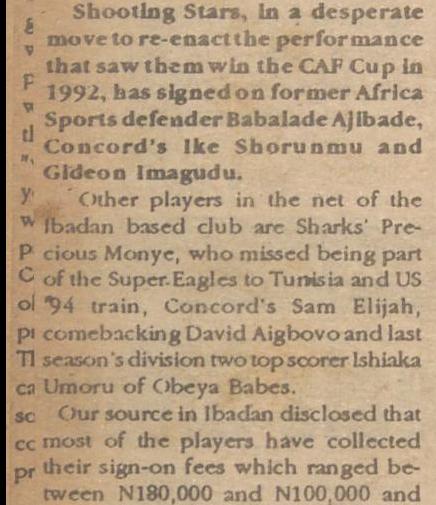 Shooting Stars, in a desperate
move to re-enact the performance
that saw them win the CAF Cup in
1992, has signed on former Africa
Sports defender Babalade Ajibade,
Concord's Ike Shorunmu and
Gideon Imagudu.
Other players in the net of the
Ibadan based club are Sharks' Pre-
cious Monye, who missed being part
of the Super Eagles to Tunisia and US
'94 train, Concord's Sam Elijah,
comebacking David Aigbovo and last
season's division two top scorer Ishiaka
Umoru of Obeya Babes.
Our source in Ibadan disclosed that
most of the players have collected
their sign-on fees which ranged be-
tween N180,000 and N100,000 and